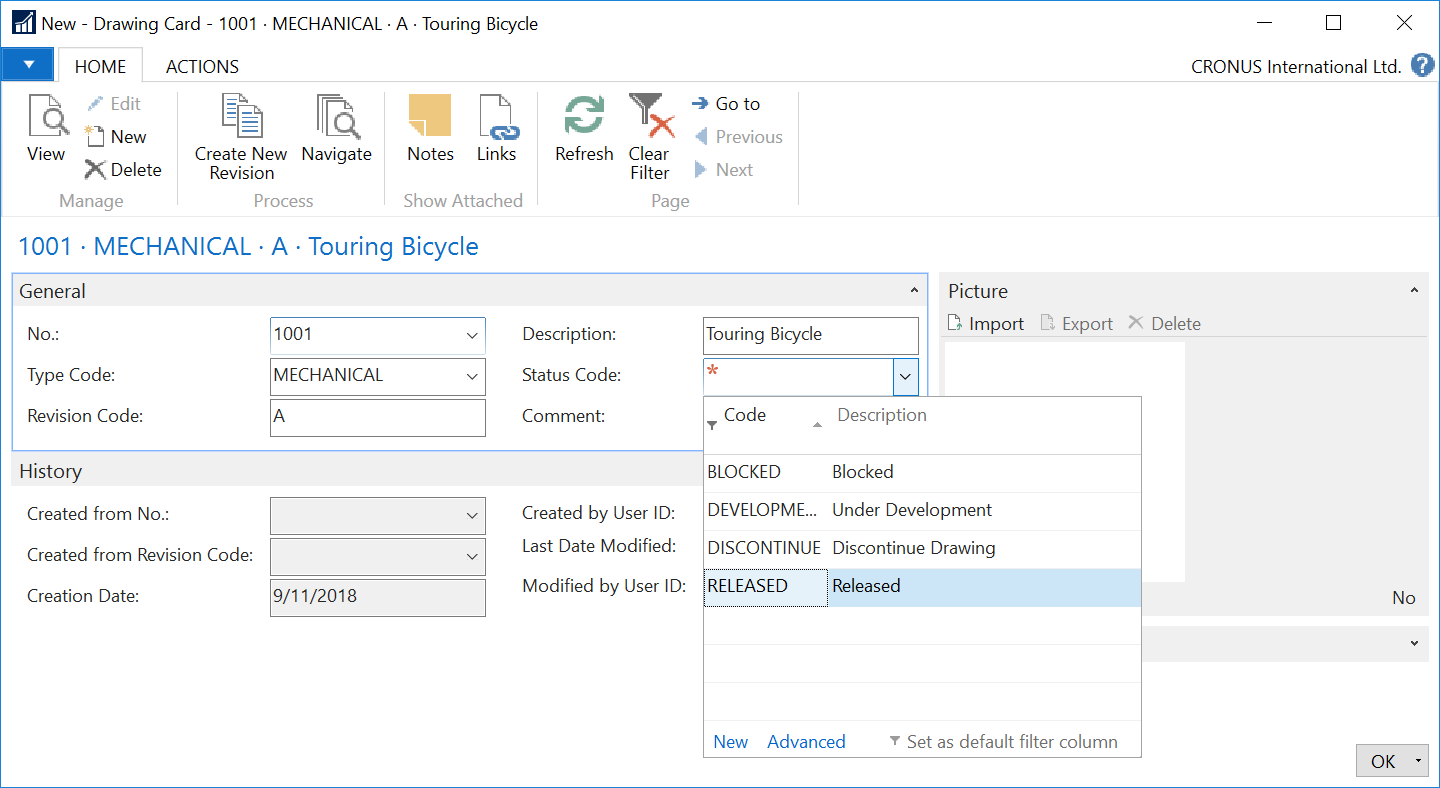 New - Drawing Card - 1001 · MECHANICAL · A · Touring Bicycle
HOME ACTIONS CRONUS International Ltd. ?
View
Edit
New
Delete
Manage
Create New
Revision
Navigate
Process
Notes
Links
Show Attached
Refresh
Clear
Filter
Go to
Previous
Next
Page
1001 · MECHANICAL · A · Touring Bicycle
General
No.: 1001
Type Code: MECHANICAL
Revision Code: A
Description: Touring Bicycle
Status Code: *
Comment:
Code Description
BLOCKED Blocked
DEVELOPME... Under Development
DISCONTINUE Discontinue Drawing
RELEASED Released
New Advanced Set as default filter column
History
Created from No.:
Created from Revision Code:
Creation Date: 9/11/2018
Created by User ID:
Last Date Modified:
Modified by User ID:
Picture
Import Export Delete
No
OK